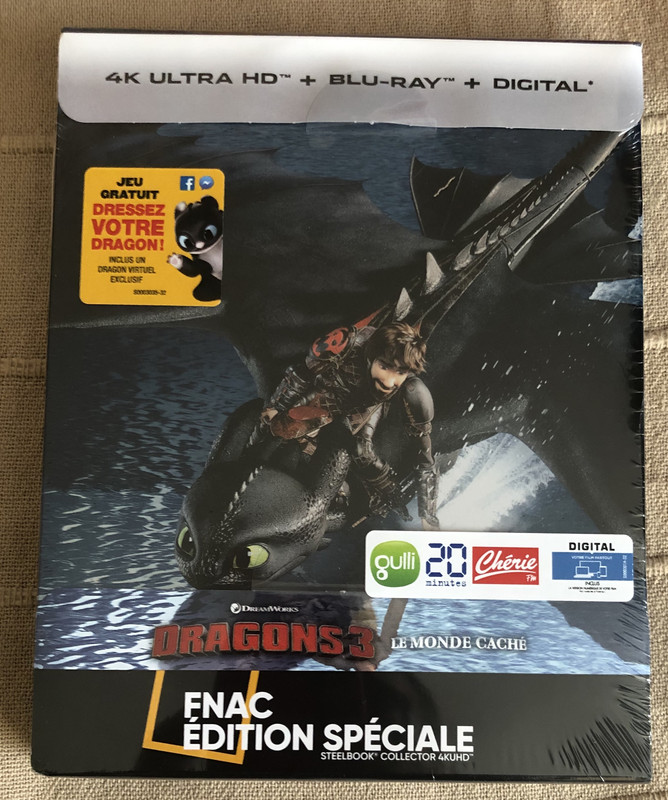 4K ULTRA HD™ + BLU-RAY™ + DIGITAL*
JEU
GRATUIT
DRESSEZ
VOTRE
DRAGON!
INCLUS UN
DRAGON VIRTUEL
EXCLUSIF
gulli
20
minutes
Chérie
FM
DIGITAL
INCLUS
DREAMWORKS
DRAGONS 3 LE MONDE CACHÉ
FNAC
ÉDITION SPÉCIALE
STEELBOOK® COLLECTOR 4KUHD™